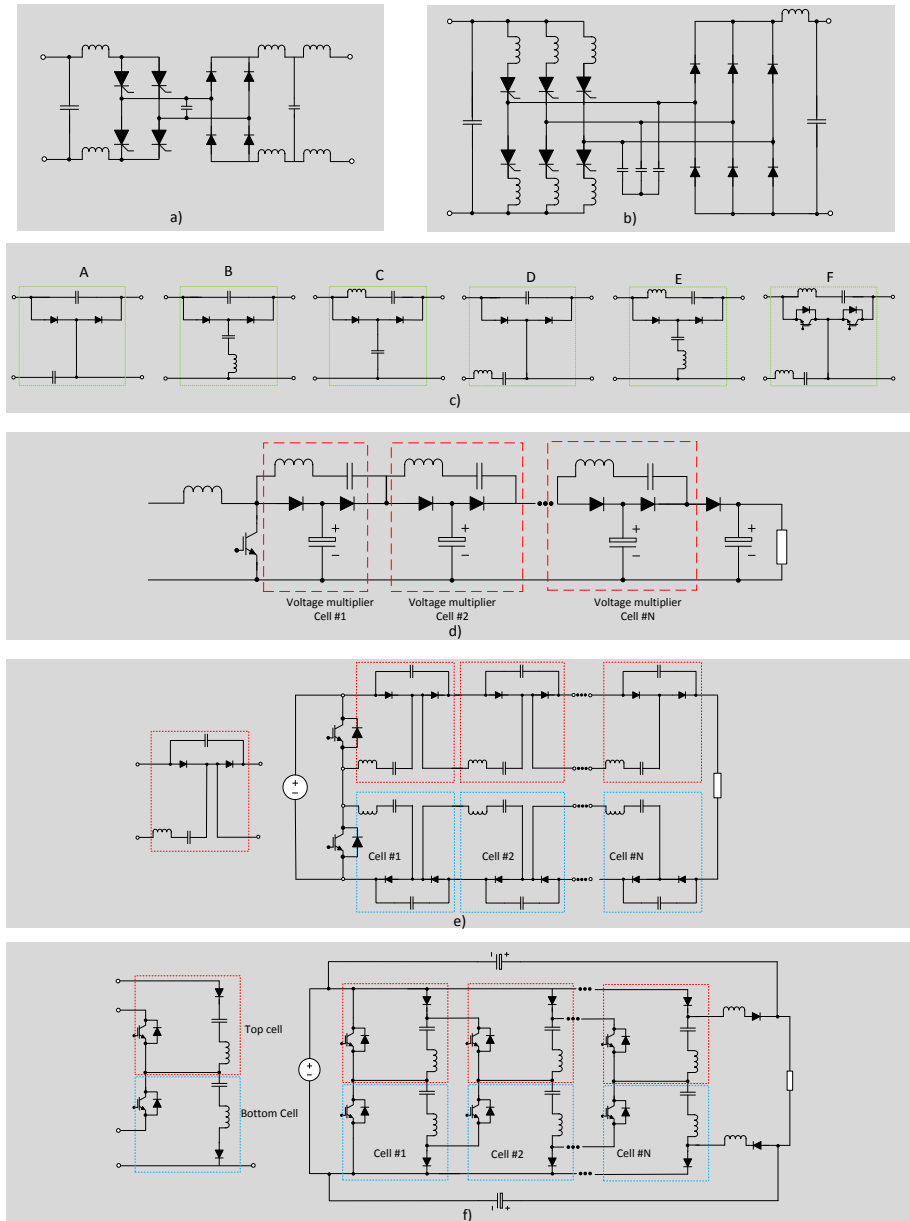 a)
b)
A B C D E F
c)
+ + + +
− − − −
Voltage multiplier Voltage multiplier Voltage multiplier
Cell #1 Cell #2 Cell #N
d)
+
−
Cell #1 Cell #2 Cell #N
e)
- +
Top cell
+
−
Bottom Cell
Cell #1 Cell #2 Cell #N
- +
f)